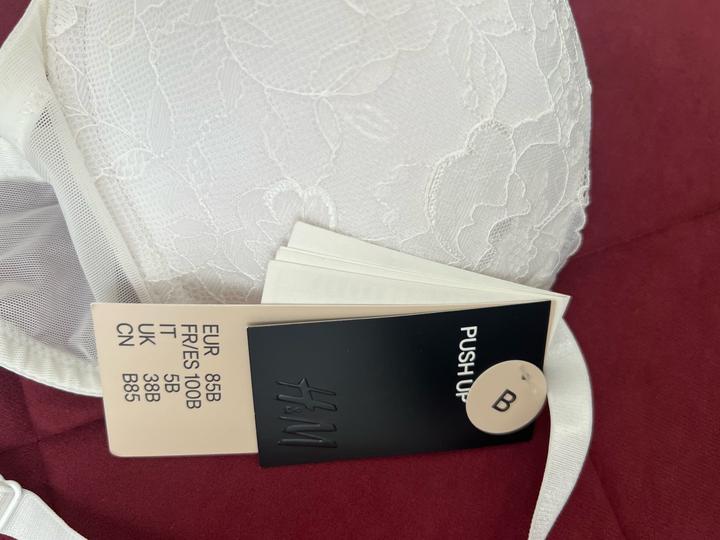 EUR 85B
FR/ES 100B
IT 5B
UK 38B
CN B85
H&M
PUSH UP
B